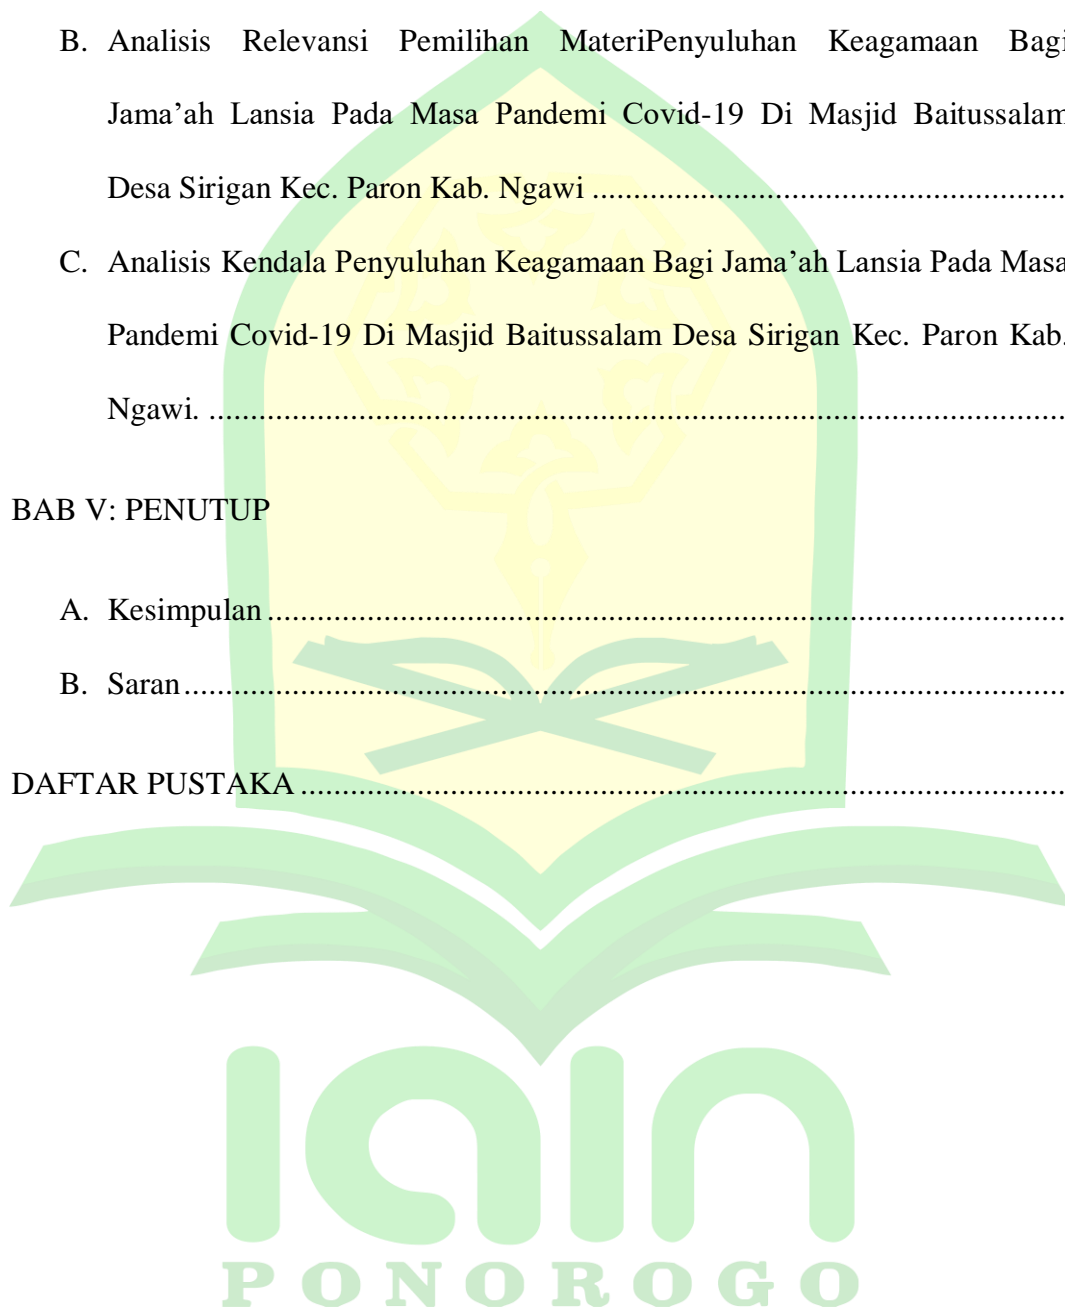 B. Analisis Relevansi Pemilihan MateriPenyuluhan Keagamaan Bagi
Jama’ah Lansia Pada Masa Pandemi Covid-19 Di Masjid Baitussalam
Desa Sirigan Kec. Paron Kab. Ngawi ......................................................
C. Analisis Kendala Penyuluhan Keagamaan Bagi Jama’ah Lansia Pada Masa
Pandemi Covid-19 Di Masjid Baitussalam Desa Sirigan Kec. Paron Kab.
Ngawi. ....................................................................................................
BAB V: PENUTUP
A. Kesimpulan .............................................................................................
B. Saran .......................................................................................................
DAFTAR PUSTAKA .........................................................................................
iain
PONOROGO